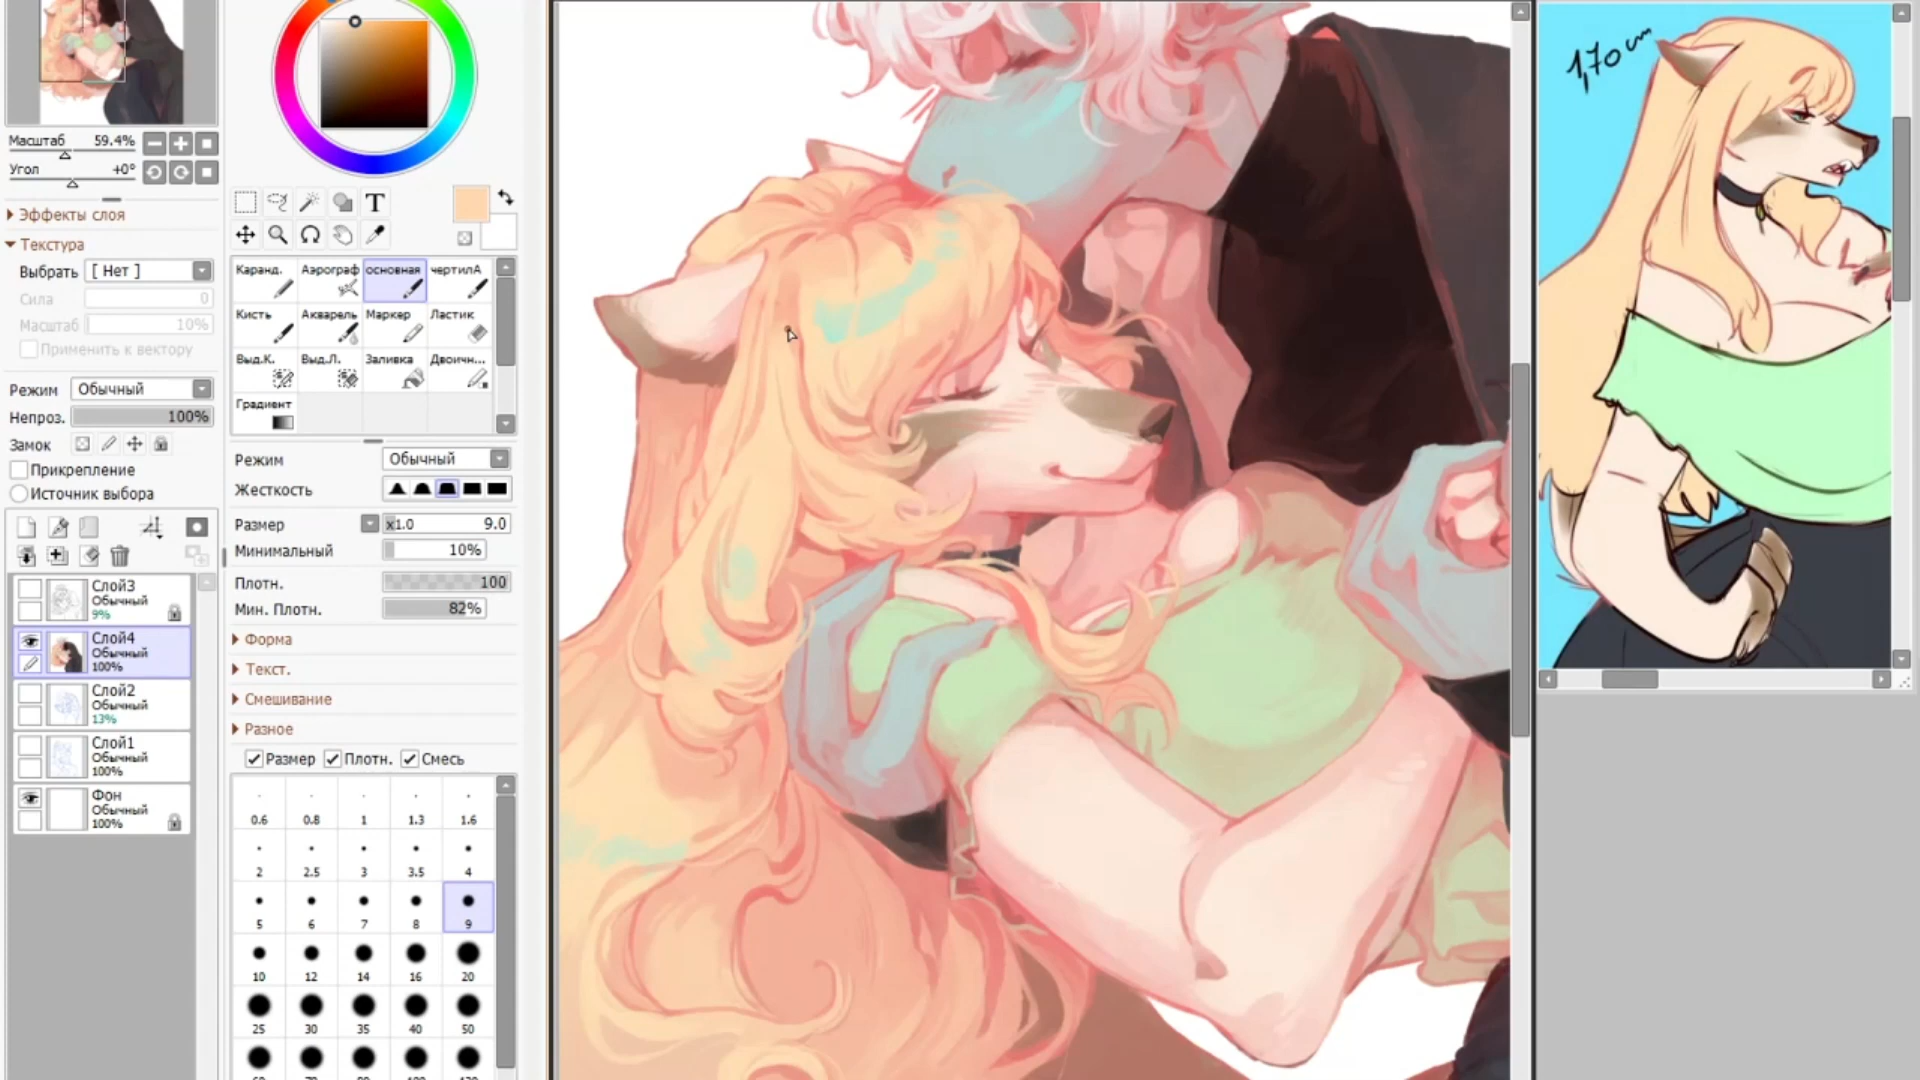 Масштаб 59.4%
Угол +0°
Эффекты слоя
Текстура
Выбрать [ Нет ]
Сила 0
Масштаб 10%
Применить к вектору
Режим Обычный
Непроз. 100%
Замок
Прикрепление
Источник выбора
Слой3
Обычный
9%
Слой4
Обычный
100%
Слой2
Обычный
13%
Слой1
Обычный
100%
Фон
Обычный
100%
T
Каранд. Аэрограф основная чертилА
Кисть Акварель Маркер Ластик
Выд.К. Выд.Л. Заливка Двоичн...
Градиент
Режим Обычный
Жесткость
Размер x1.0 9.0
Минимальный 10%
Плотн. 100
Мин. Плотн. 82%
Форма
Текст.
Смешивание
Разное
Размер Плотн. Смесь
0.6 0.8 1 1.3 1.6
2 2.5 3 3.5 4
5 6 7 8 9
10 12 14 16 20
25 30 35 40 50
1,70 cm